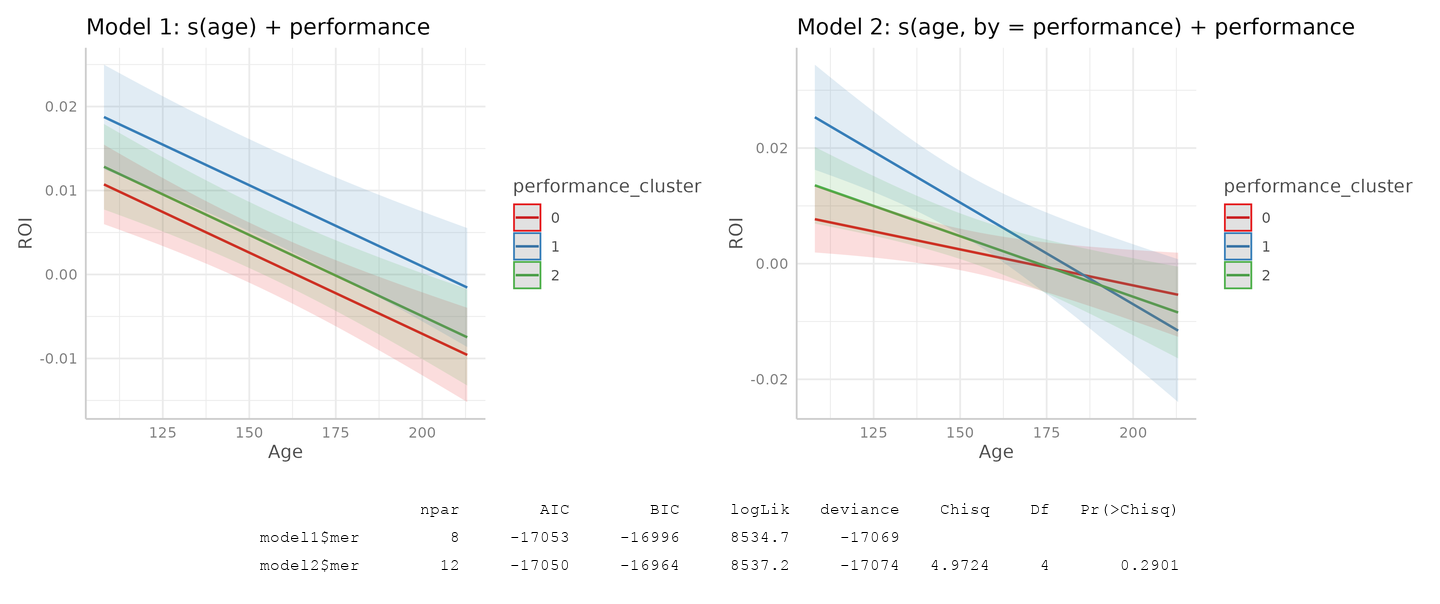 Model 1: s(age) + performance
0.02
0.01
0.00
-0.01
ROI
125 150 175 200
Age
performance_cluster
0
1
2
Model 2: s(age, by = performance) + performance
0.02
0.00
-0.02
ROI
125 150 175 200
Age
performance_cluster
0
1
2
npar AIC BIC logLik deviance Chisq Df Pr(>Chisq)
model1$mer 8 -17053 -16996 8534.7 -17069
model2$mer 12 -17050 -16964 8537.2 -17074 4.9724 4 0.2901